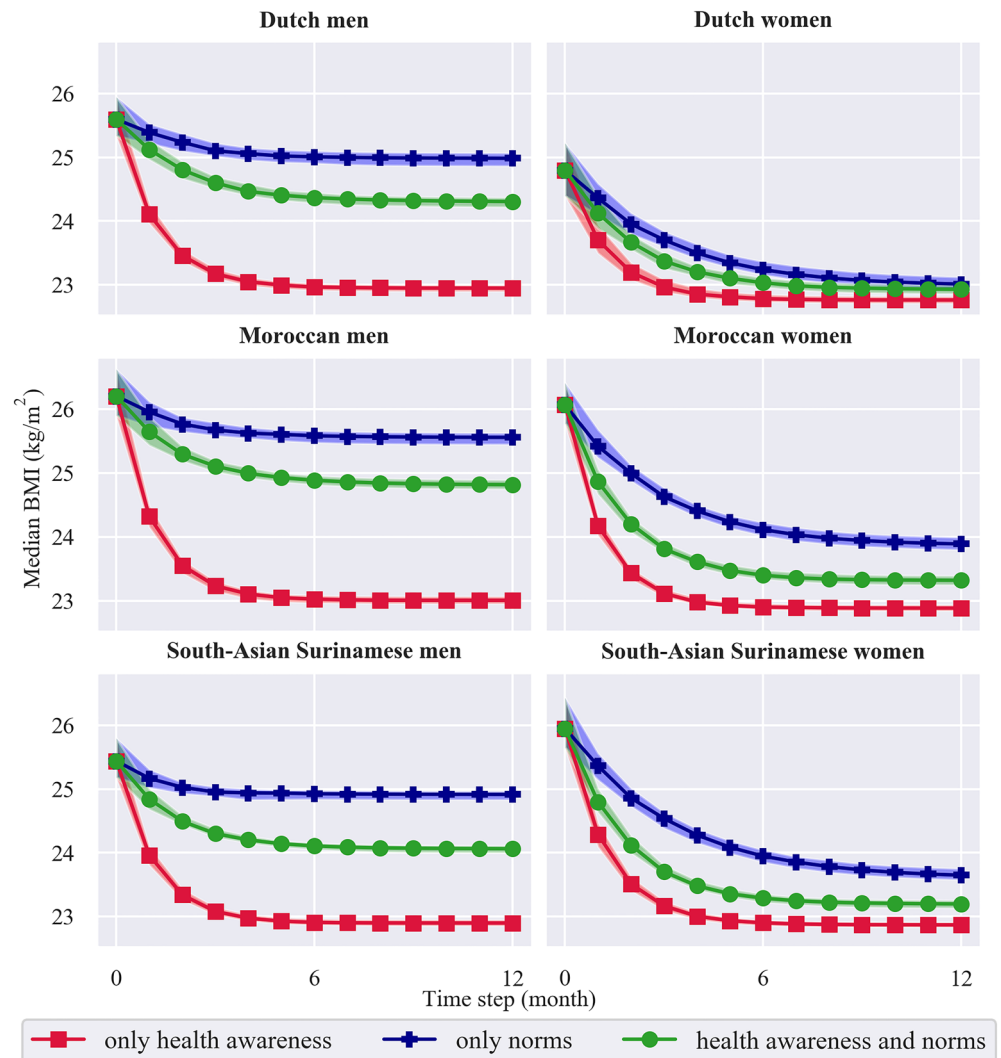 Dutch men
Dutch women
26
25
24
23
Moroccan men
Moroccan women
26
25
24
23
Median BMI (kg/m²)
South-Asian Surinamese men
South-Asian Surinamese women
26
25
24
23
0 6 12
0 6 12
Time step (month)
only health awareness
only norms
health awareness and norms